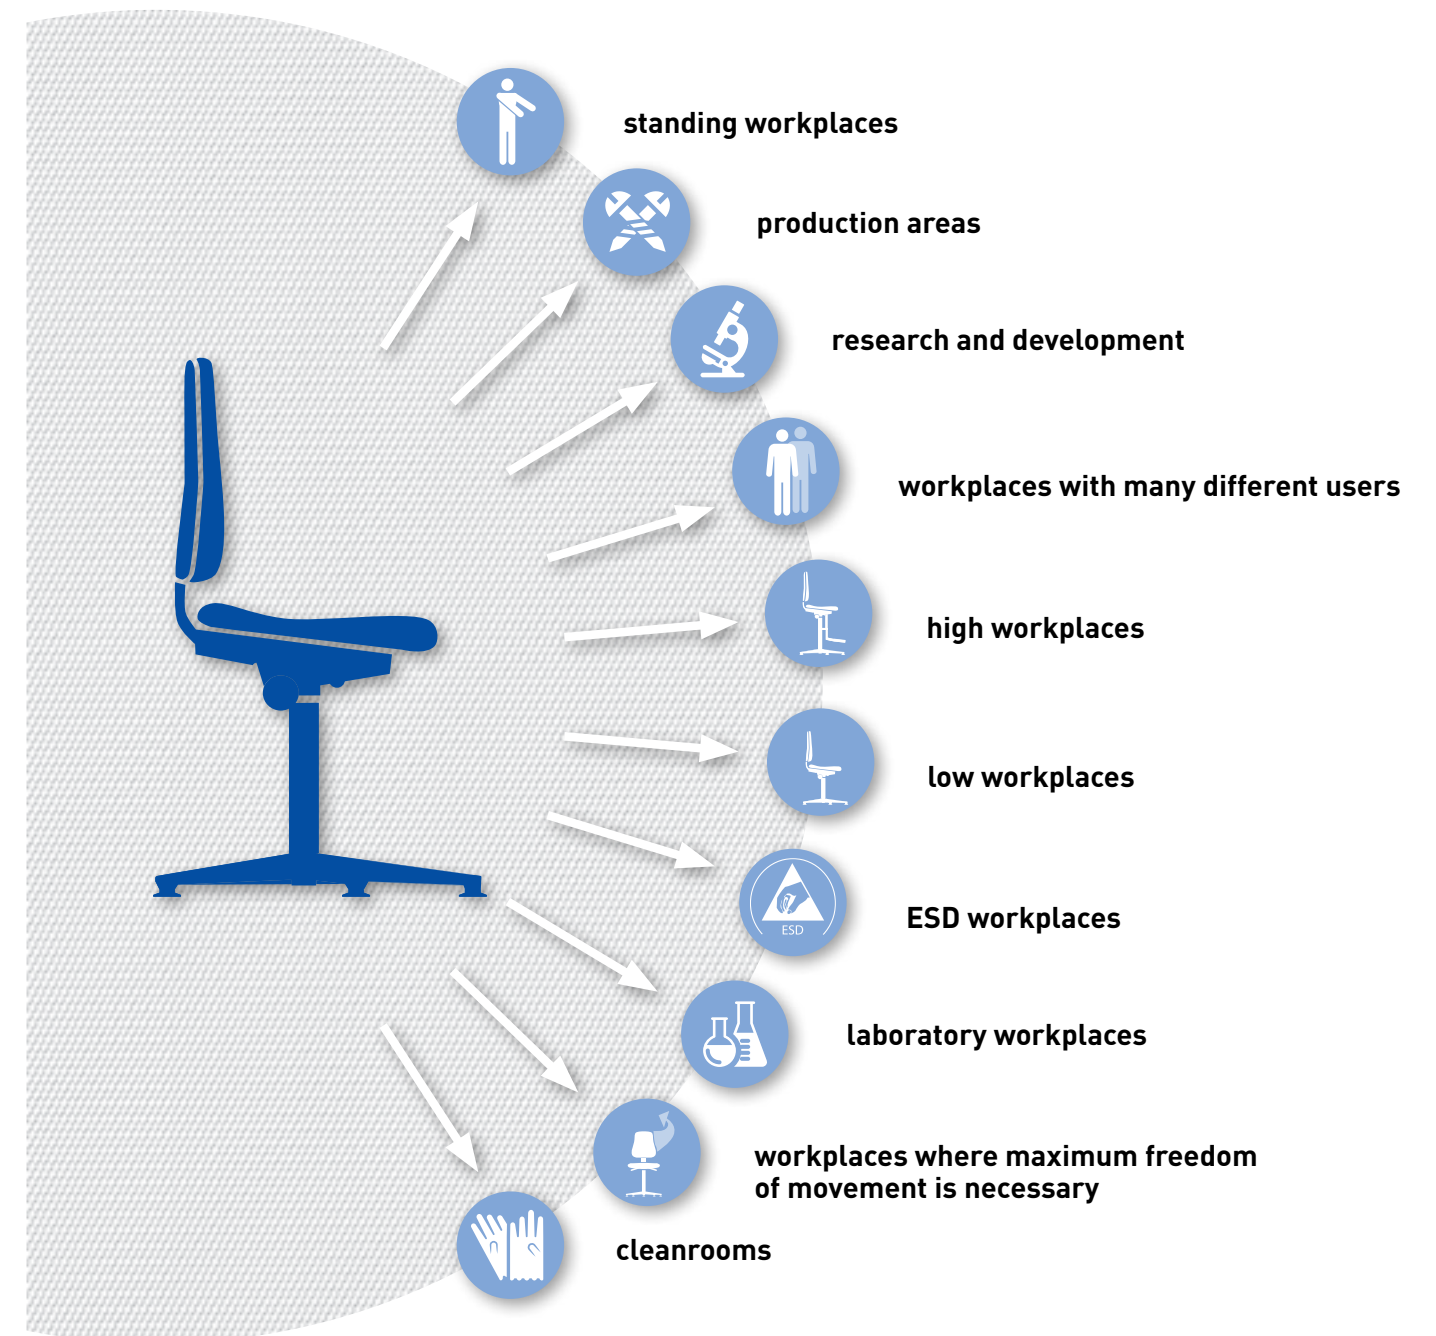 standing workplaces
production areas
research and development
workplaces with many different users
high workplaces
low workplaces
ESD
ESD workplaces
laboratory workplaces
workplaces where maximum freedom
of movement is necessary
cleanrooms